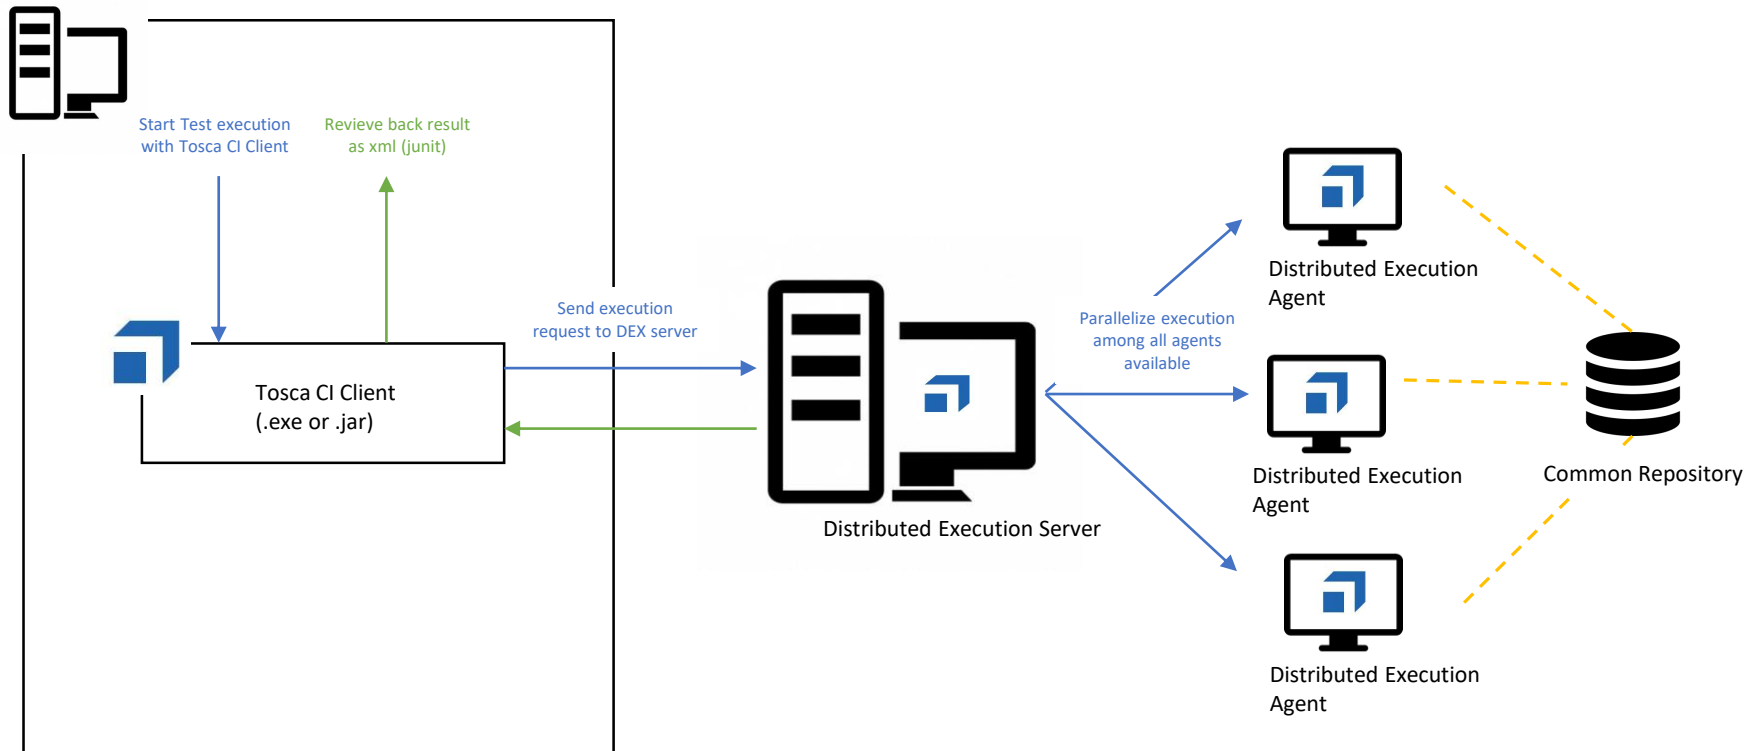 Start Test execution
with Tosca CI Client
Revieve back result
as xml (junit)
Send execution
request to DEX server
Tosca CI Client
(.exe or .jar)
Distributed Execution Server
Parallelize execution
among all agents
available
Distributed Execution
Agent
Distributed Execution
Agent
Distributed Execution
Agent
Common Repository